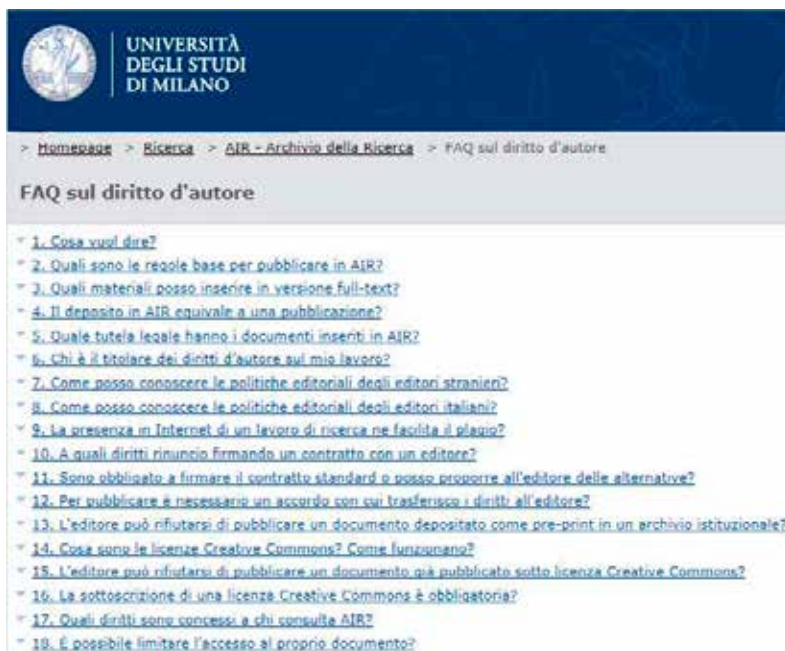 UNIVERSITÀ
DEGLI STUDI
DI MILANO
> Homepage > Ricerca > AIR - Archivio della Ricerca > FAQ sul diritto d'autore
FAQ sul diritto d'autore
1. Cosa vuol dire?
2. Quali sono le regole base per pubblicare in AIR?
3. Quali materiali posso inserire in versione full-text?
4. Il deposito in AIR equivale a una pubblicazione?
5. Quale tutela legale hanno i documenti inseriti in AIR?
6. Chi è il titolare dei diritti d'autore sul mio lavoro?
7. Come posso conoscere le politiche editoriali degli editori stranieri?
8. Come posso conoscere le politiche editoriali degli editori italiani?
9. La presenza in Internet di un lavoro di ricerca ne facilita il plagio?
10. A quali diritti rinuncio firmando un contratto con un editore?
11. Sono obbligato a firmare il contratto standard o posso proporre all'editore delle alternative?
12. Per pubblicare è necessario un accordo con cui trasferisco i diritti all'editore?
13. L'editore può rifiutarsi di pubblicare un documento depositato come pre-print in un archivio istituzionale?
14. Cosa sono le licenze Creative Commons? Come funzionano?
15. L'editore può rifiutarsi di pubblicare un documento già pubblicato sotto licenza Creative Commons?
16. La sottoscrizione di una licenza Creative Commons è obbligatoria?
17. Quali diritti sono concessi a chi consulta AIR?
18. È possibile limitare l'accesso al proprio documento?